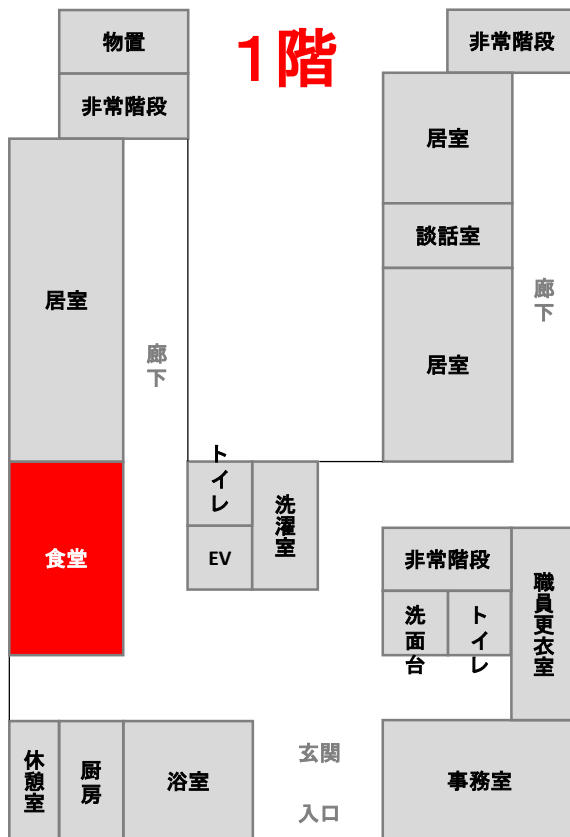 物置
1階
非常階段
非常階段
居室
談話室
居室
廊下
居室
廊下
トイレ
洗濯室
EV
食堂
非常階段
職員更衣室
洗面台
トイレ
休憩室
厨房
浴室
玄関
入口
事務室